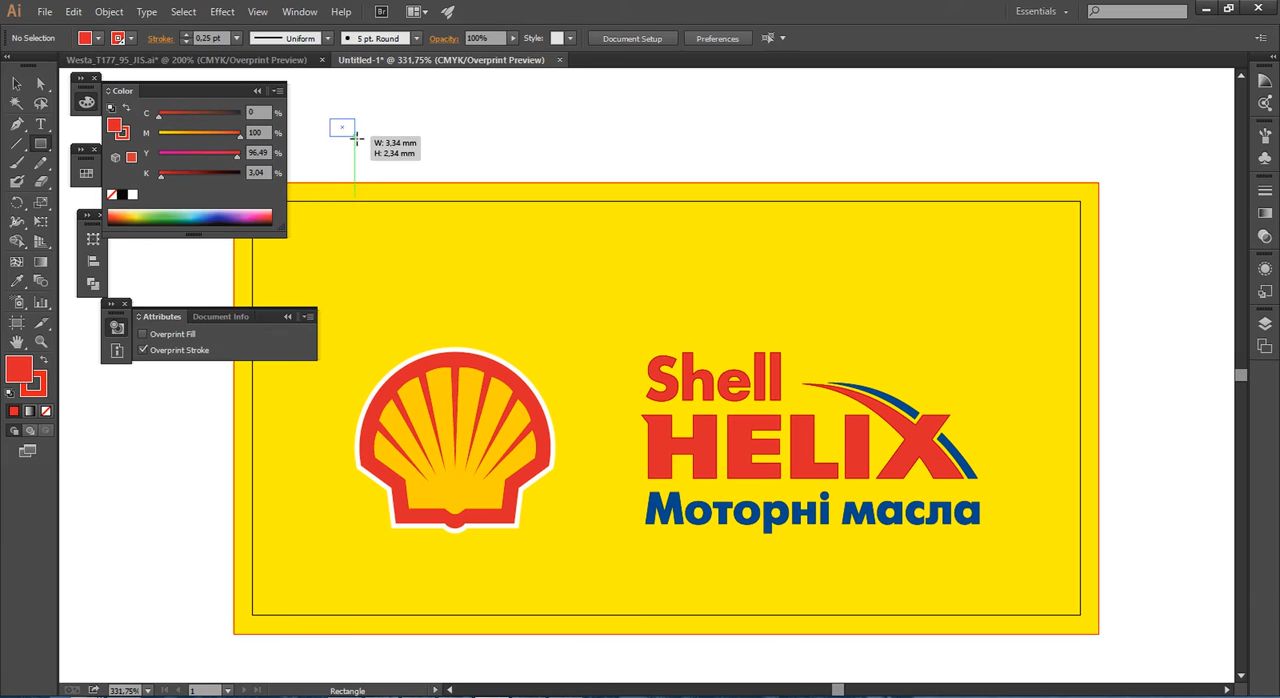 Ai File Edit Object Type Select Effect View Window Help Br Essentials
No Selection Stroke: 0,25 pt Uniform 5 pt. Round Opacity: 100% Style: Document Setup Preferences
Westa_T177_95_JIS.ai* @ 200% (CMYK/Overprint Preview) × Untitled-1* @ 331,75% (CMYK/Overprint Preview) ×
Color
C 0 %
M 100 %
Y 96,49 %
K 3,04 %
W: 3,34 mm
H: 2,34 mm
Attributes Document Info
Overprint Fill
Overprint Stroke
Shell
HELIX
Моторні масла
331,75% 1 Rectangle